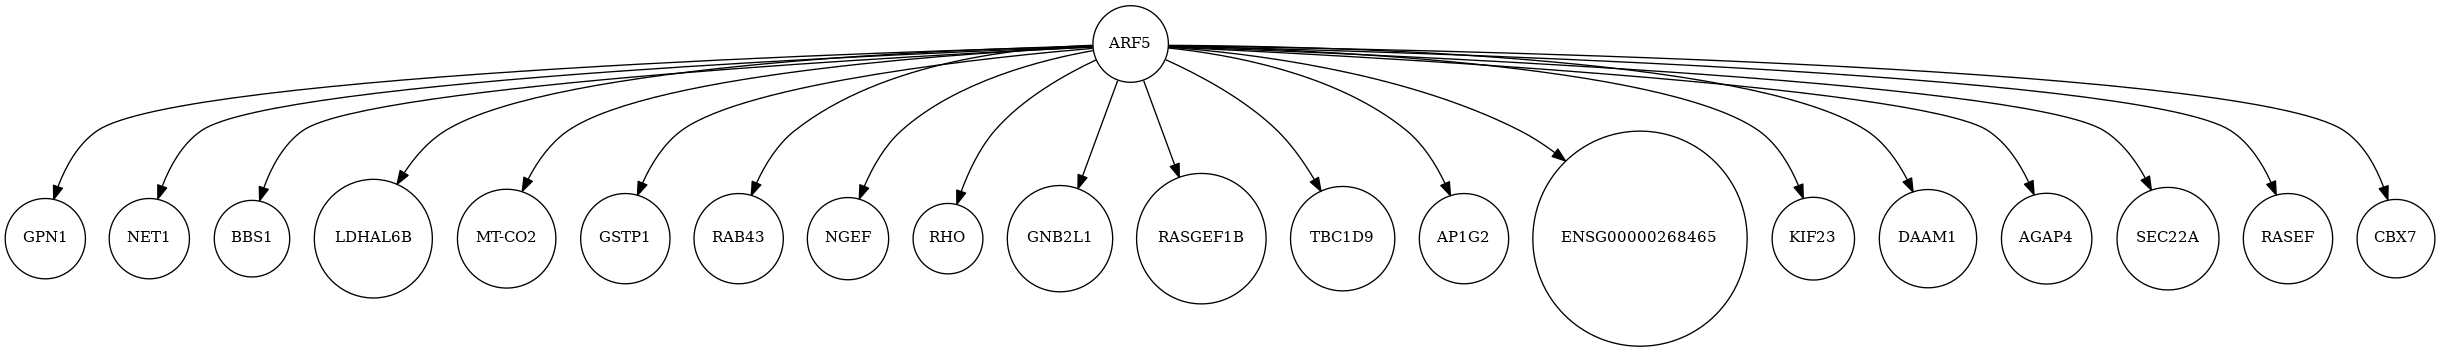 ARF5
GPN1
NET1
BBS1
LDHAL6B
MT-CO2
GSTP1
RAB43
NGEF
RHO
GNB2L1
RASGEF1B
TBC1D9
AP1G2
ENSG00000268465
KIF23
DAAM1
AGAP4
SEC22A
RASEF
CBX7